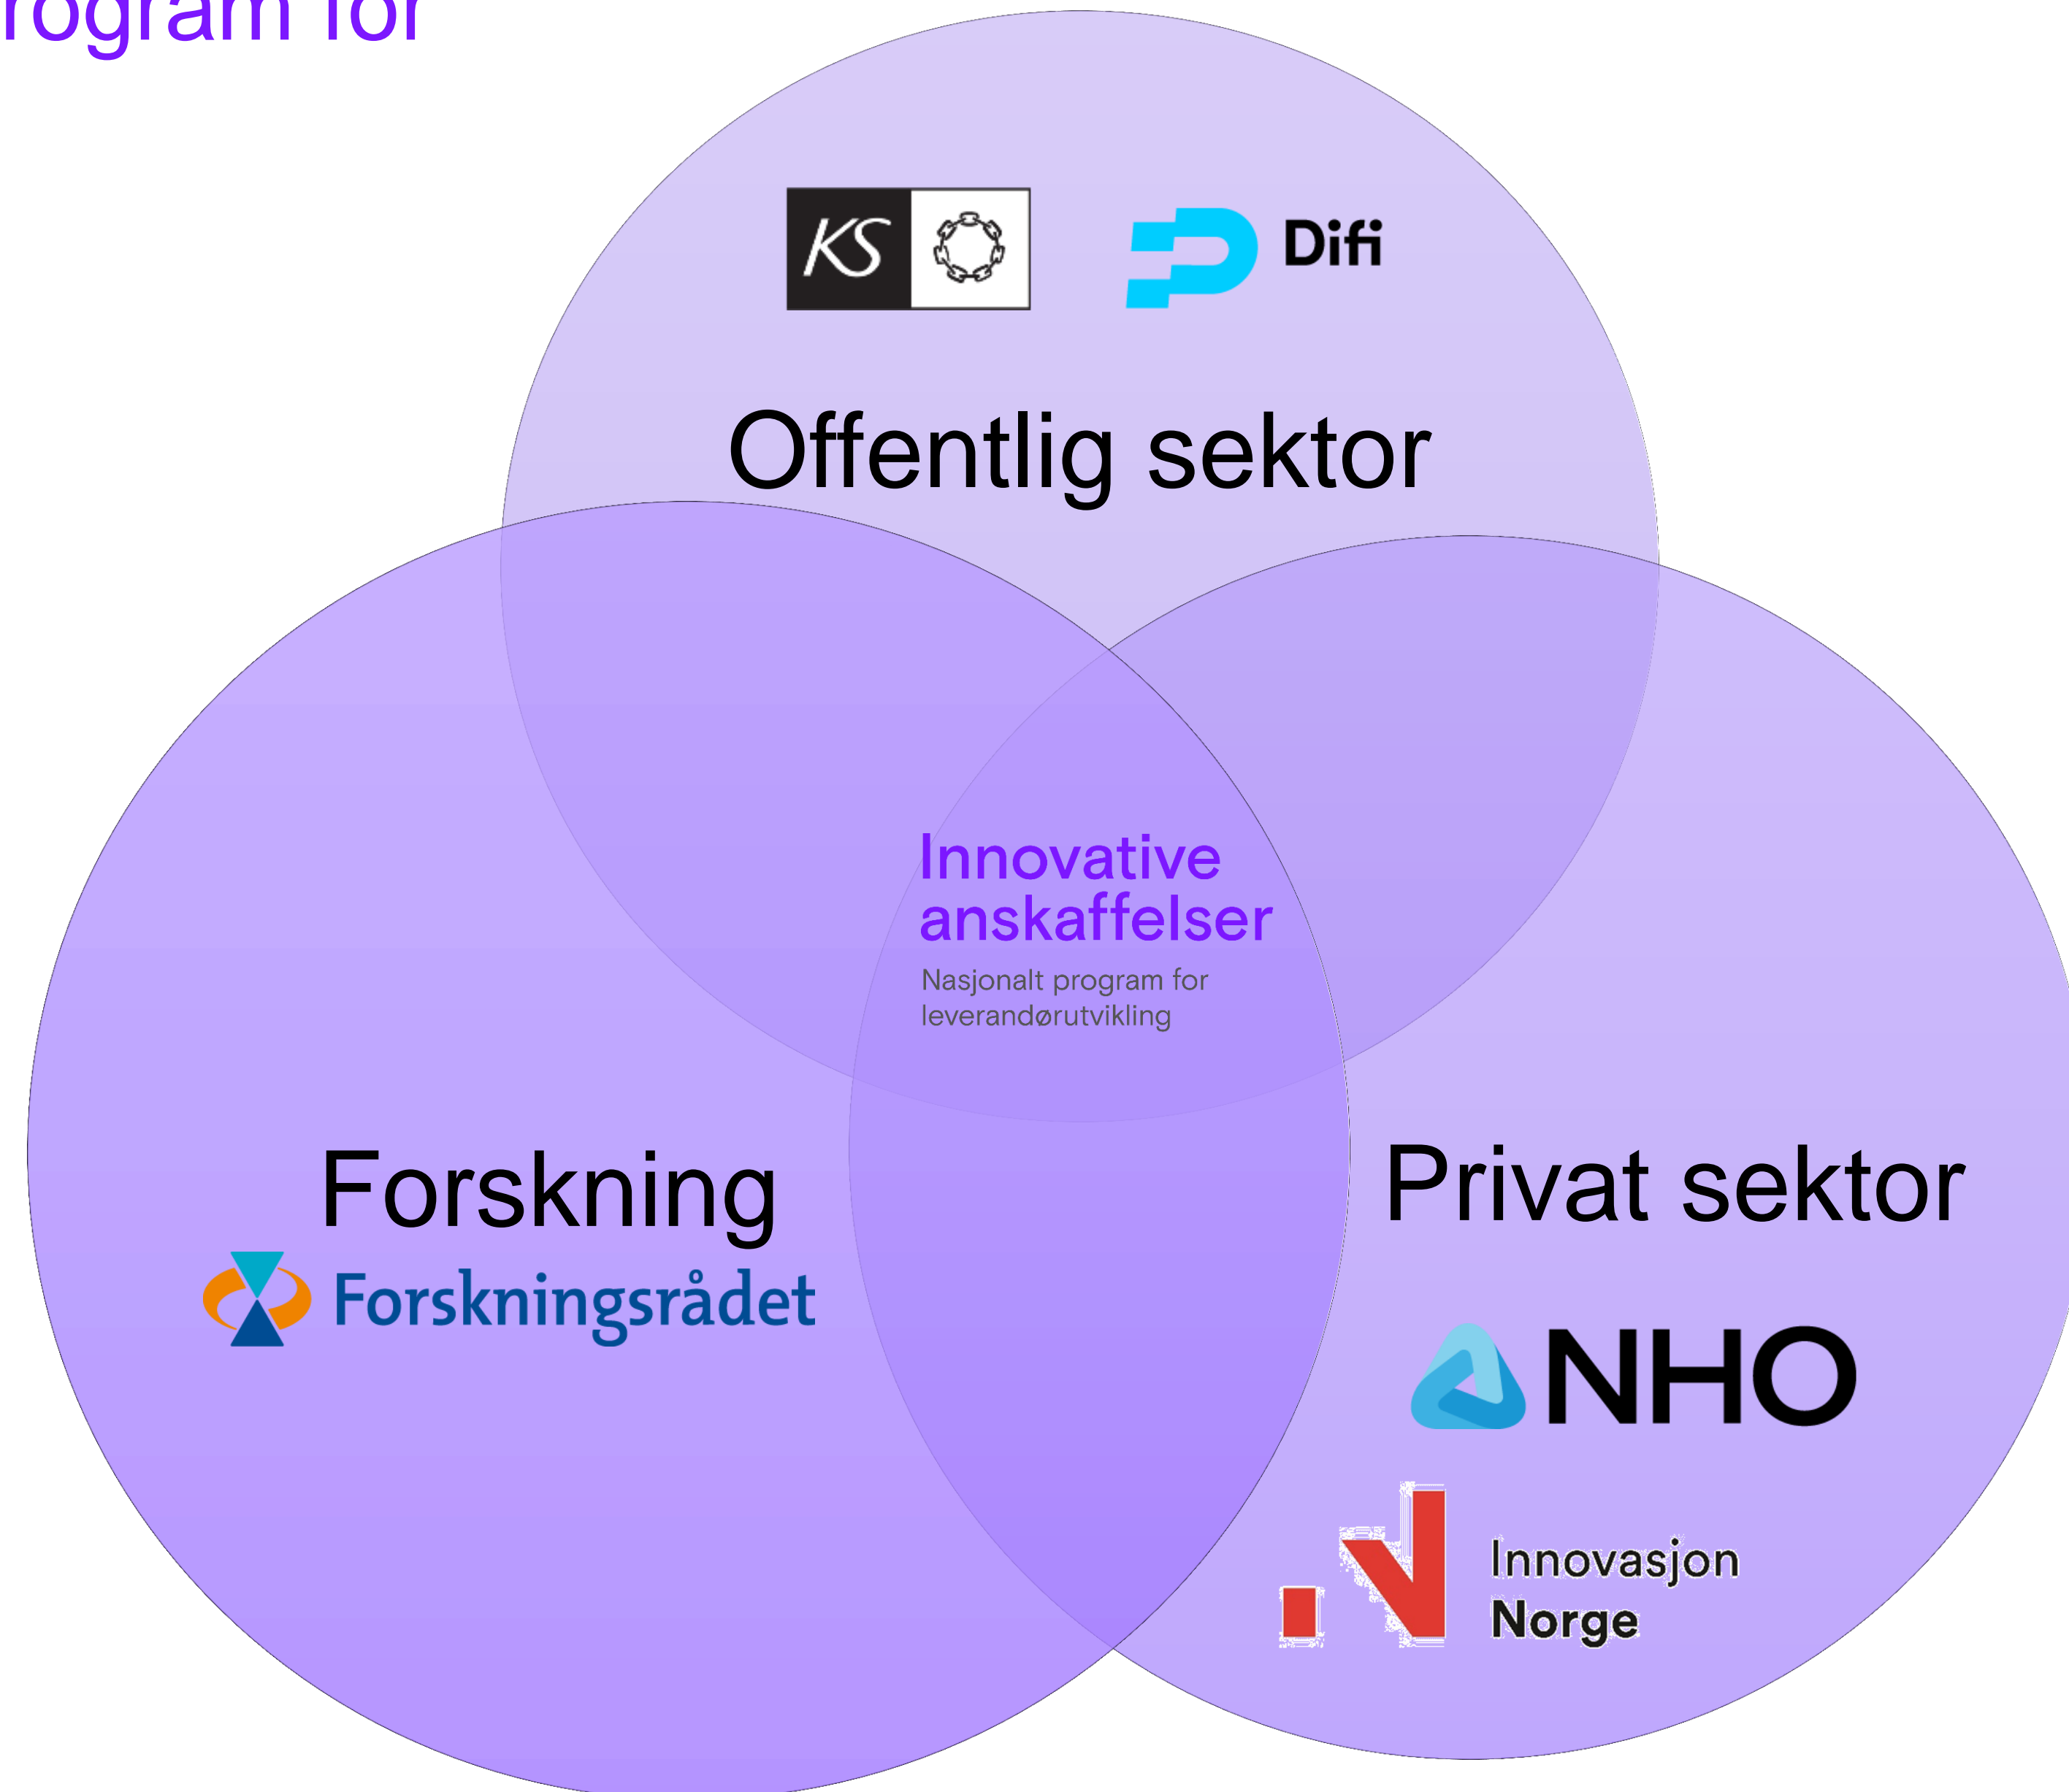 rogram for
KS
Difi
Offentlig sektor
Innovative
anskaffelser
Nasjonalt program for
leverandørutvikling
Forskning
Forskningsrådet
Privat sektor
NHO
Innovasjon
Norge